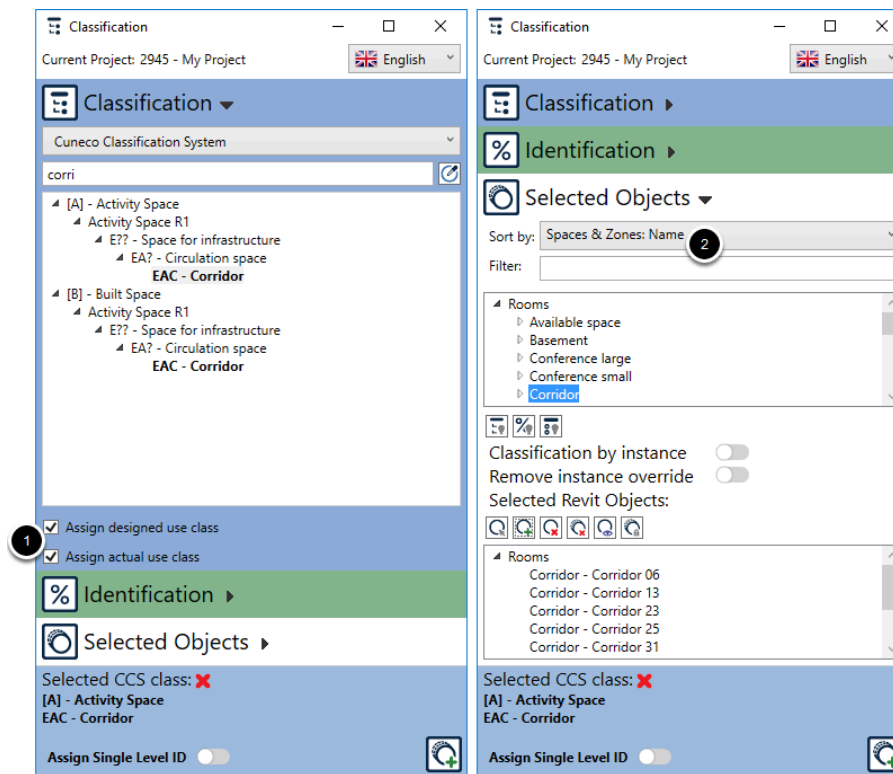 Classification
Current Project: 2945 - My Project
English
Classification
Cuneco Classification System
corri
[A] - Activity Space
Activity Space R1
E?? - Space for infrastructure
EA? - Circulation space
EAC - Corridor
[B] - Built Space
Activity Space R1
E?? - Space for infrastructure
EA? - Circulation space
EAC - Corridor
1
Assign designed use class
Assign actual use class
% Identification
Selected Objects
Selected CCS class:
[A] - Activity Space
EAC - Corridor
Assign Single Level ID
Classification
Current Project: 2945 - My Project
English
Classification
% Identification
Selected Objects
Sort by: Spaces & Zones: Name
2
Filter:
Rooms
Available space
Basement
Conference large
Conference small
Corridor
%
Classification by instance
Remove instance override
Selected Revit Objects:
Rooms
Corridor - Corridor 06
Corridor - Corridor 13
Corridor - Corridor 23
Corridor - Corridor 25
Corridor - Corridor 31
Selected CCS class:
[A] - Activity Space
EAC - Corridor
Assign Single Level ID